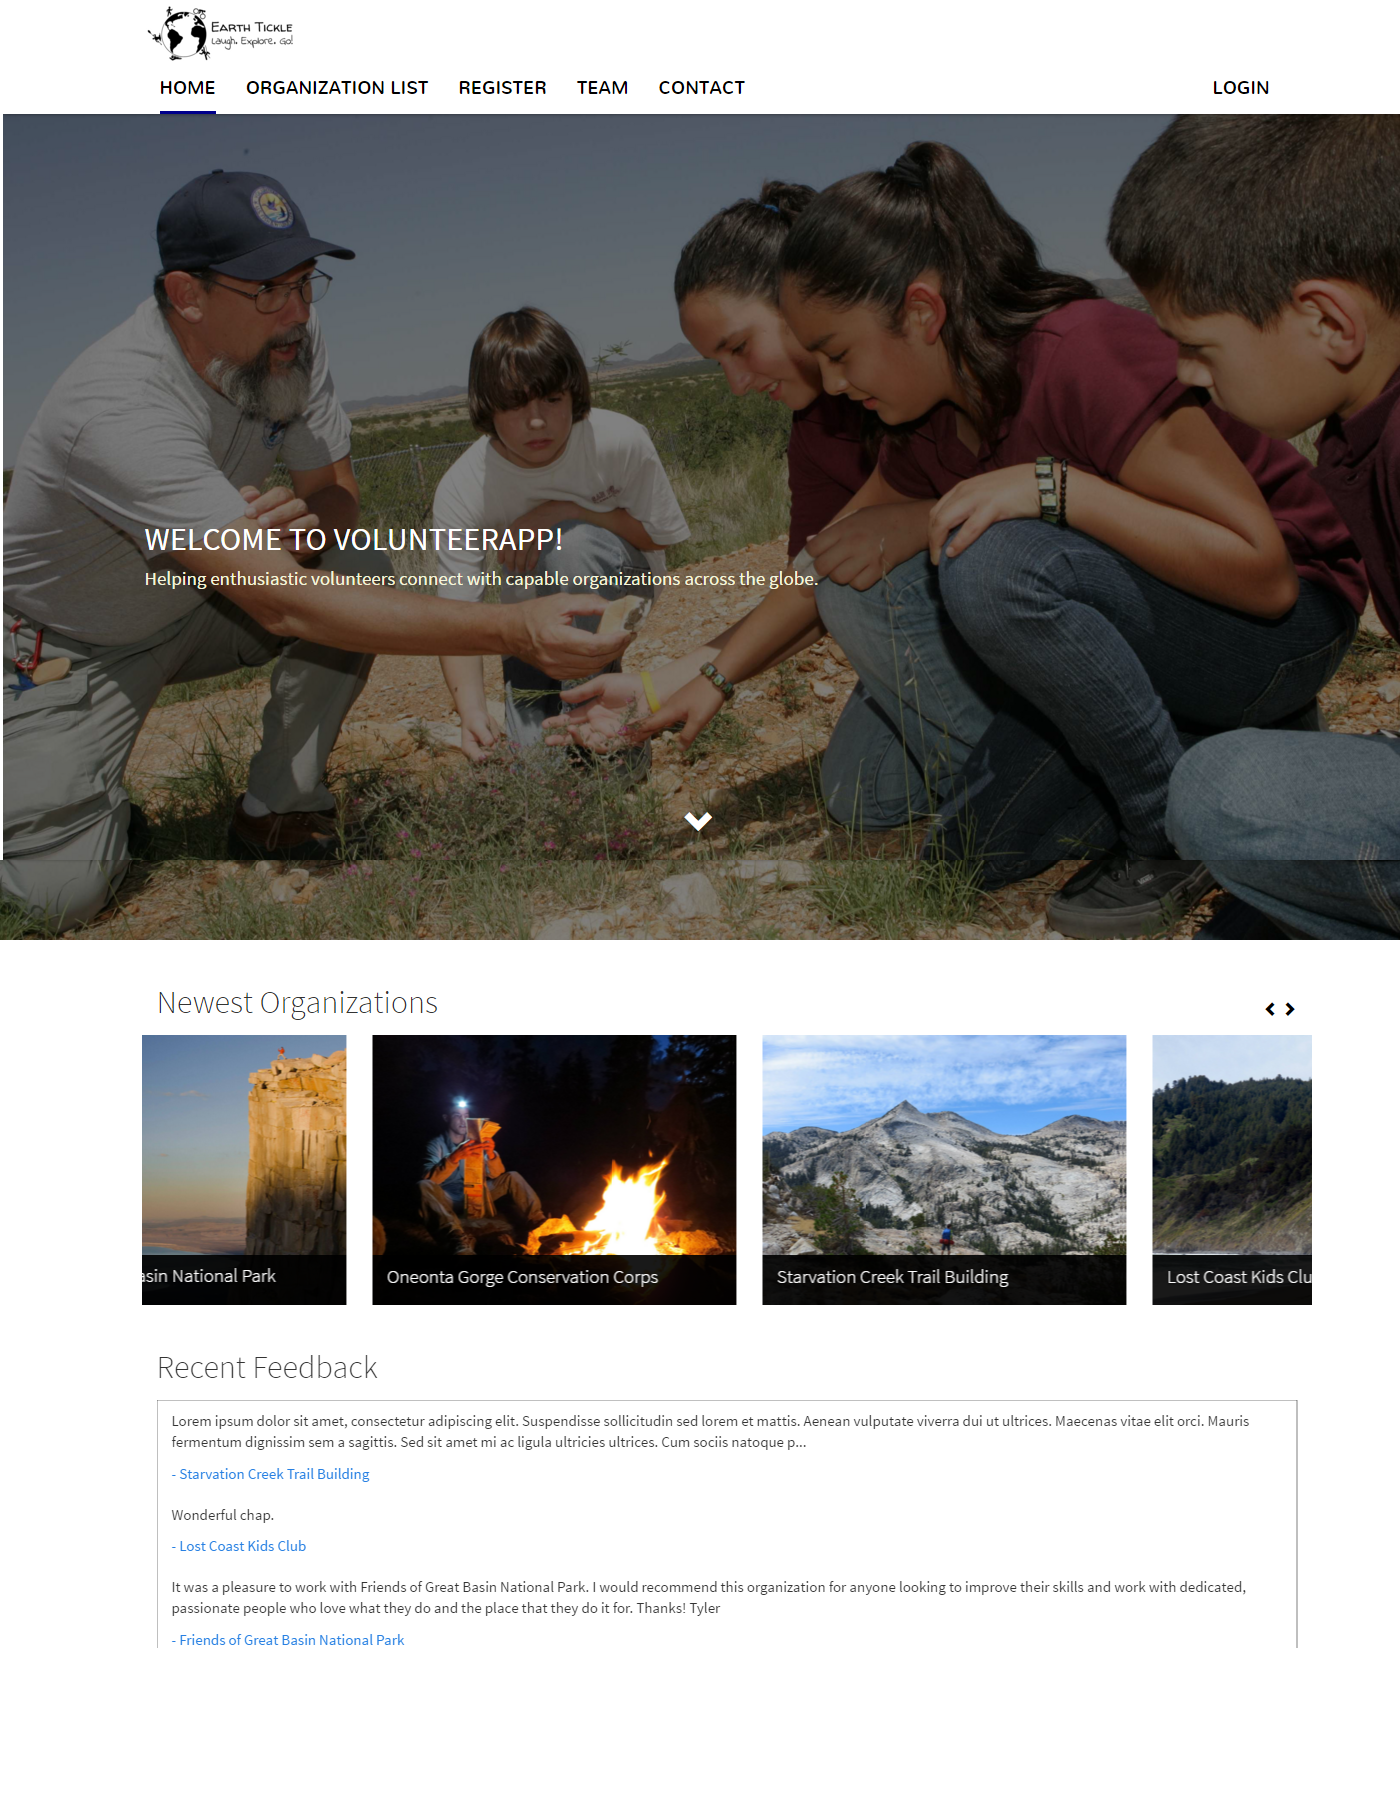 Earth Tickle
Laugh. Explore. Go!
HOME ORGANIZATION LIST REGISTER TEAM CONTACT LOGIN
WELCOME TO VOLUNTEERAPP!
Helping enthusiastic volunteers connect with capable organizations across the globe.
Newest Organizations
asin National Park
Oneonta Gorge Conservation Corps
Starvation Creek Trail Building
Lost Coast Kids Clu
Recent Feedback
Lorem ipsum dolor sit amet, consectetur adipiscing elit. Suspendisse sollicitudin sed lorem et mattis. Aenean vulputate viverra dui ut ultrices. Maecenas vitae elit orci. Mauris
fermentum dignissim sem a sagittis. Sed sit amet mi ac ligula ultricies ultrices. Cum sociis natoque p...
- Starvation Creek Trail Building
Wonderful chap.
- Lost Coast Kids Club
It was a pleasure to work with Friends of Great Basin National Park. I would recommend this organization for anyone looking to improve their skills and work with dedicated,
passionate people who love what they do and the place that they do it for. Thanks! Tyler
- Friends of Great Basin National Park